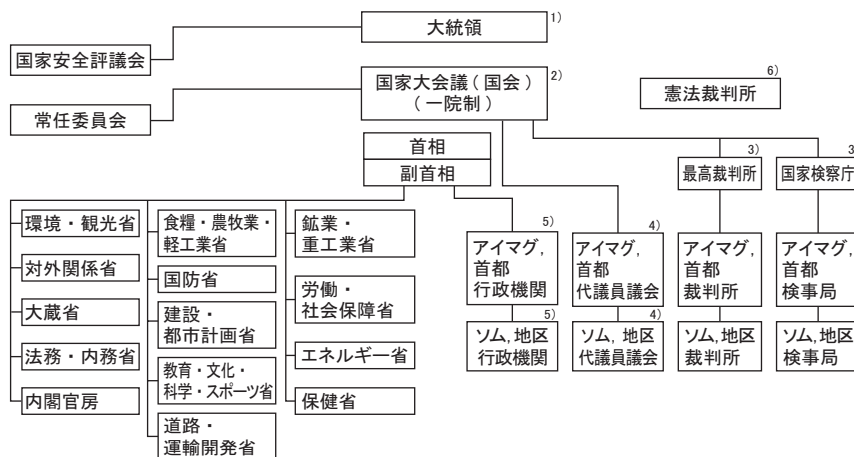 大統領 1)
国家安全評議会
国家大会議(国会) 2)
(一院制)
常任委員会
憲法裁判所 6)
首相
副首相
最高裁判所 3)
国家検察庁 3
環境・観光省
対外関係省
大蔵省
法務・内務省
内閣官房
食糧・農牧業・
軽工業省
国防省
建設・
都市計画省
教育・文化・
科学・スポーツ省
道路・
運輸開発省
鉱業・
重工業省
労働・
社会保障省
エネルギー省
保健省
5)
アイマグ,
首都
行政機関
5)
ソム,地区
行政機関
4)
アイマグ,
首都
代議員議会
4)
ソム,地区
代議員議会
アイマグ,
首都
裁判所
ソム,地区
裁判所
アイマグ,
首都
検事局
ソム,地区
検事局